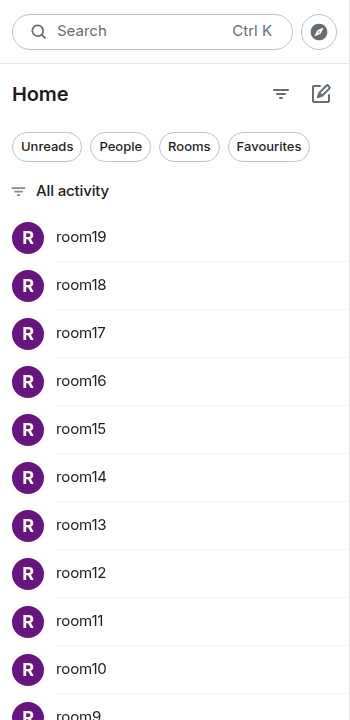 Search Ctrl K
Home
Unreads People Rooms Favourites
All activity
R room19
R room18
R room17
R room16
R room15
R room14
R room13
R room12
R room11
R room10
R room9